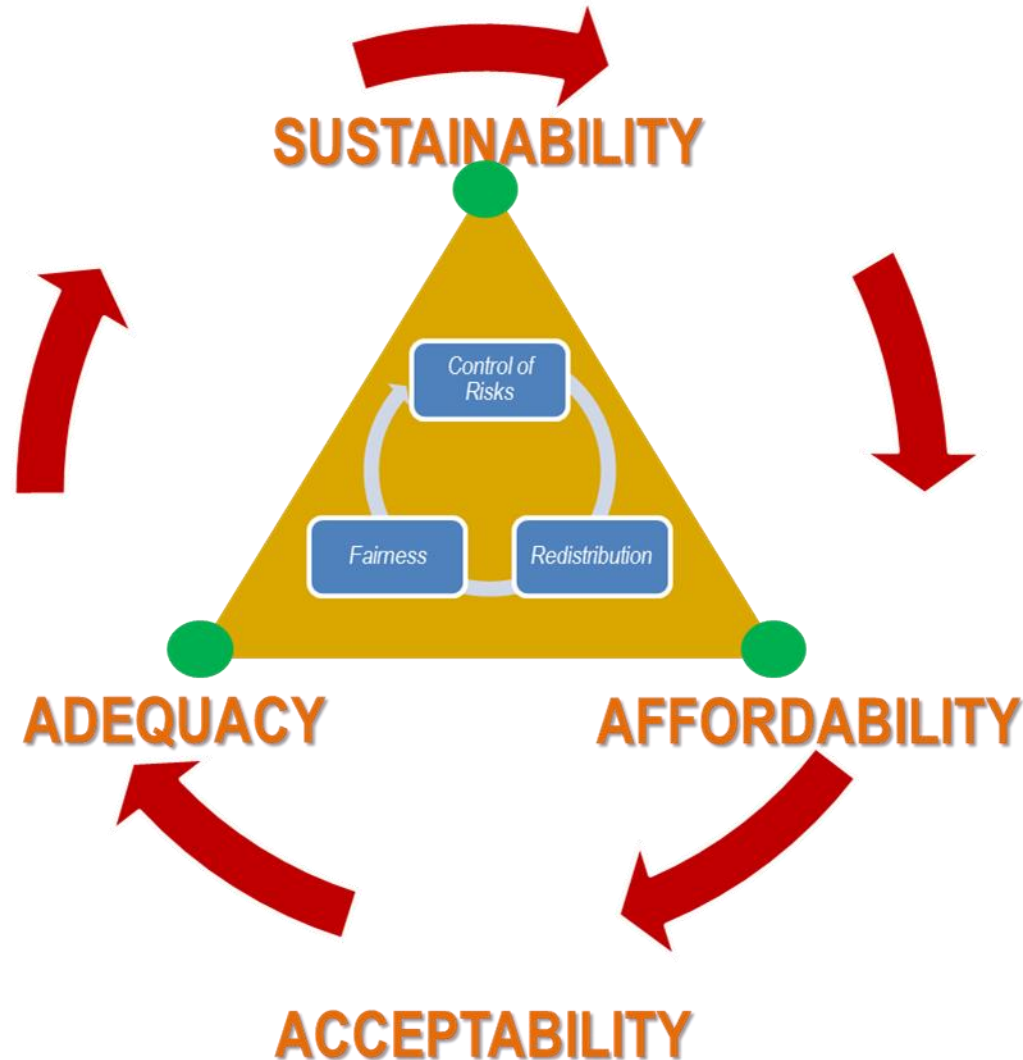 SUSTAINABILITY
Control of
Risks
Fairness
Redistribution
ADEQUACY
AFFORDABILITY
ACCEPTABILITY